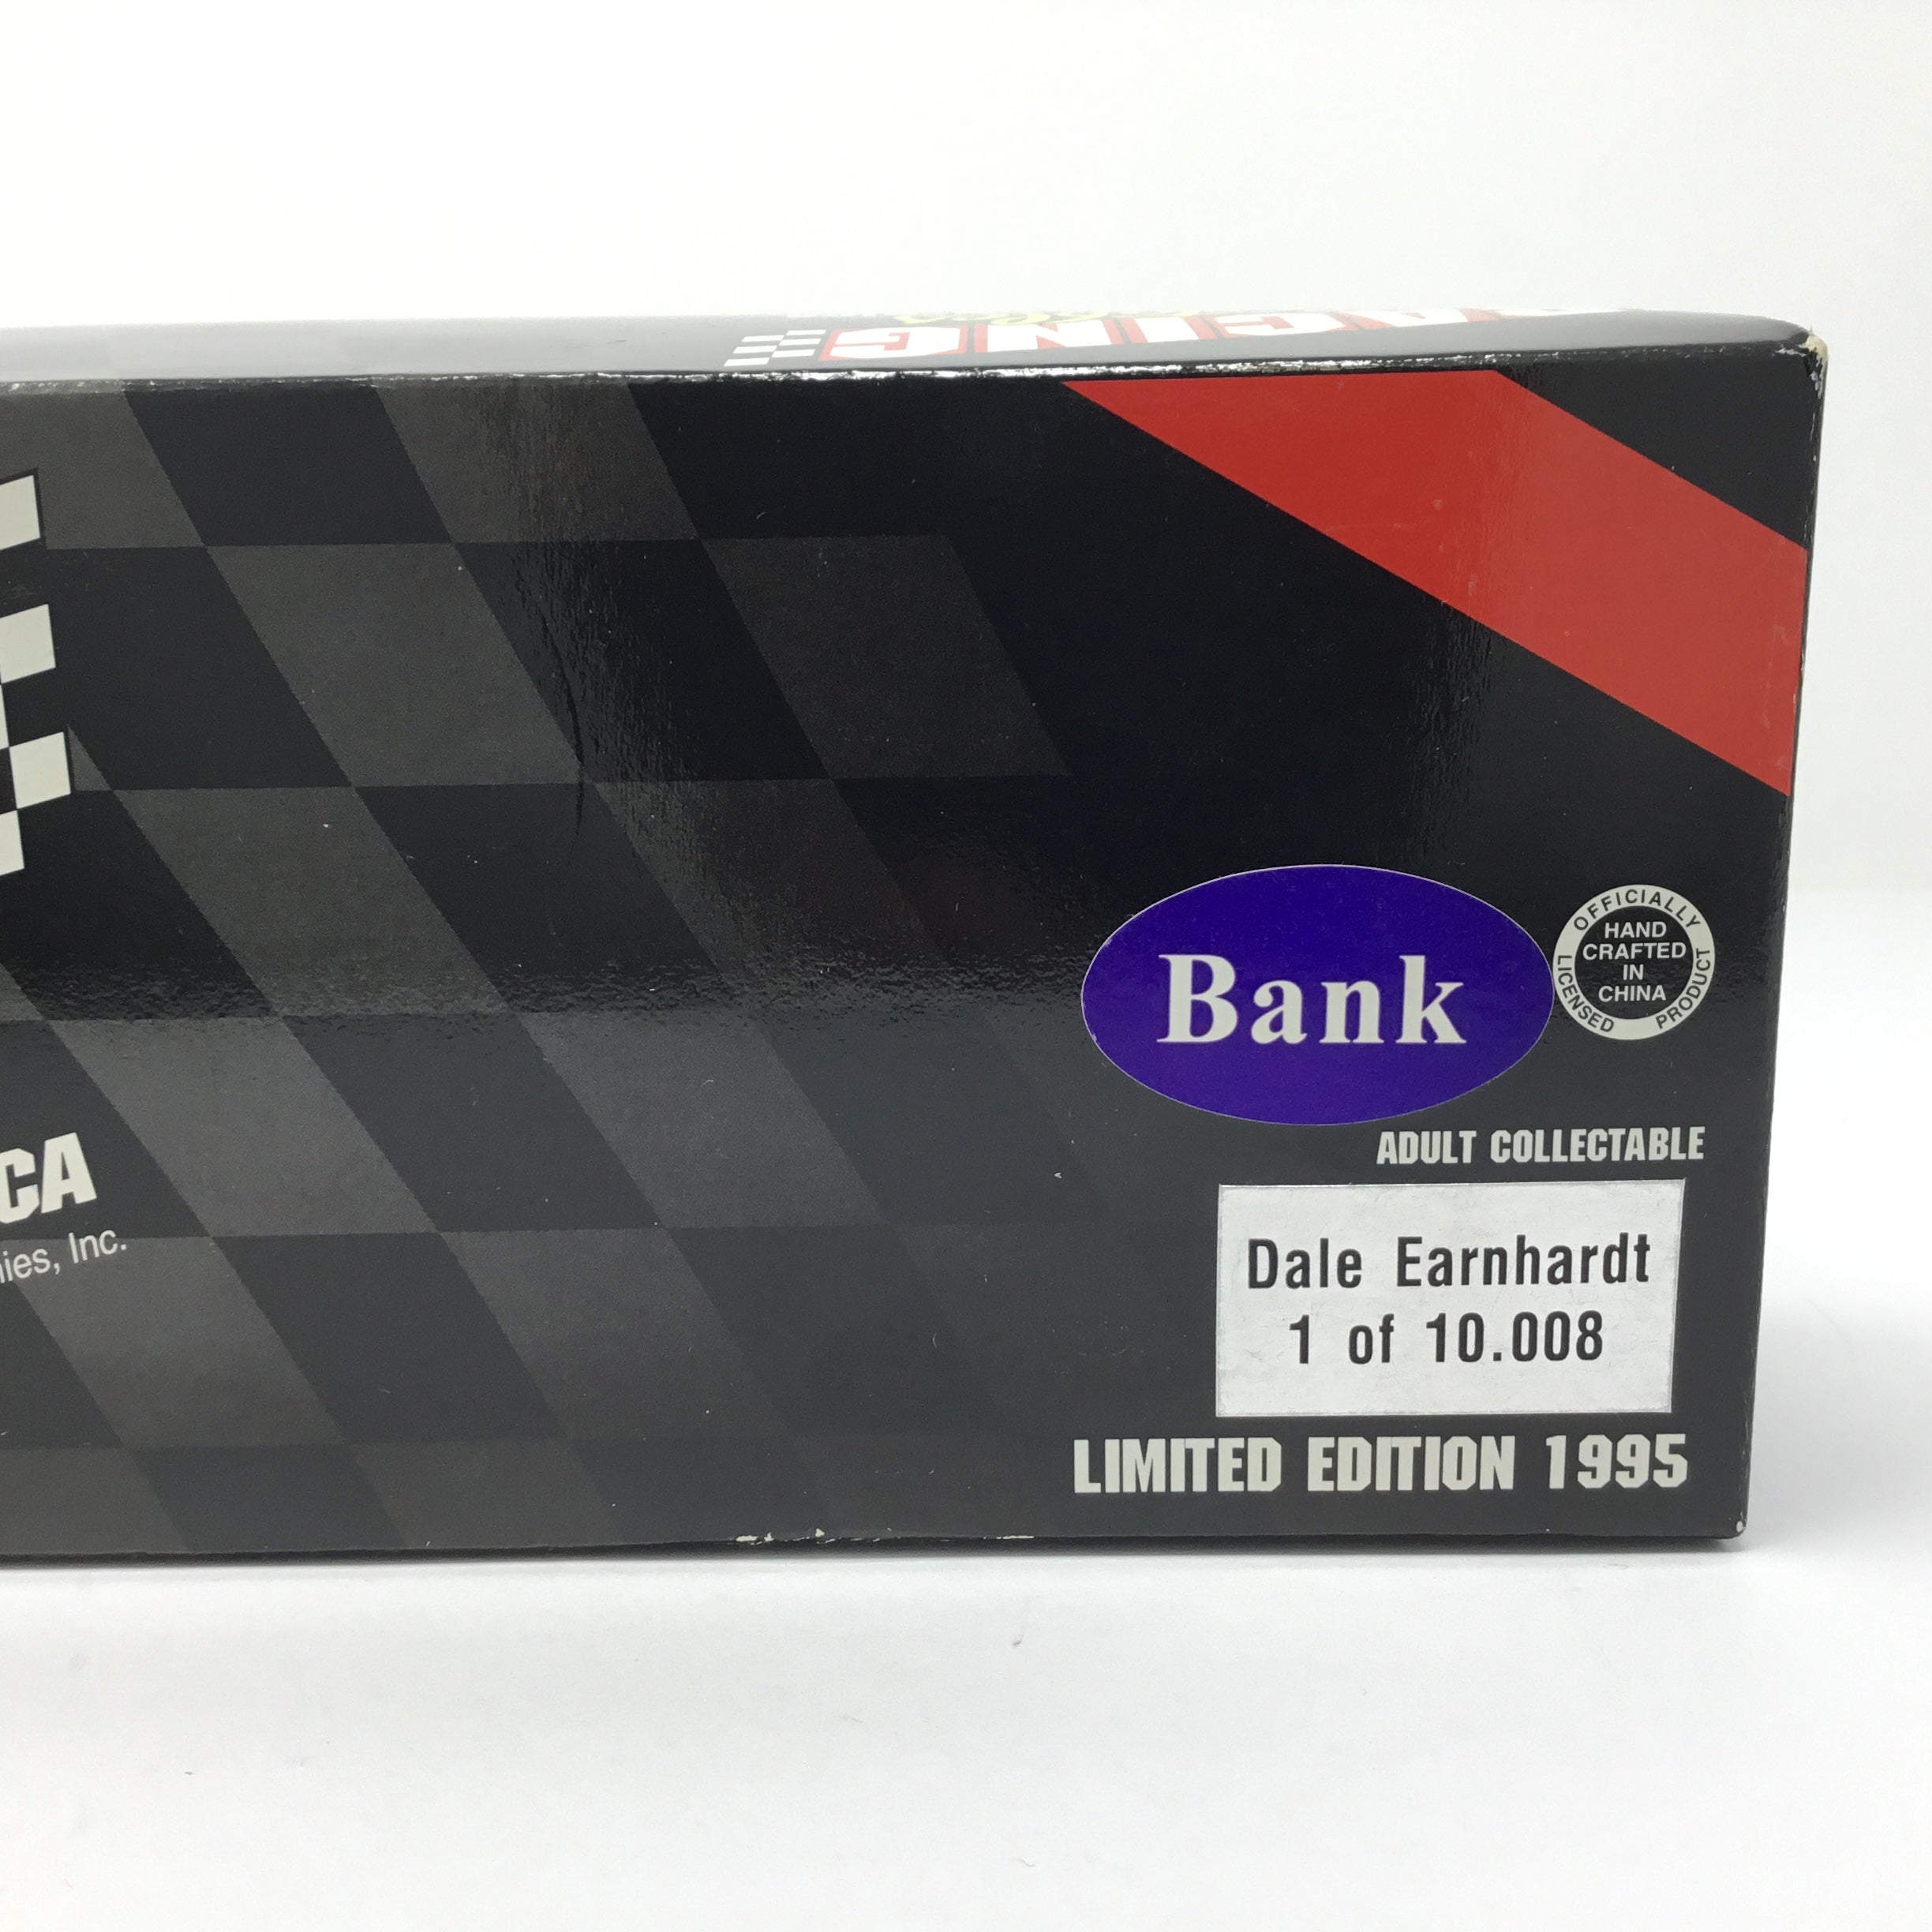 RACING
Bank
OFFICIALLY LICENSED PRODUCT
HAND
CRAFTED
IN
CHINA
ADULT COLLECTABLE
CA
ies, Inc.
Dale Earnhardt
1 of 10.008
LIMITED EDITION 1995